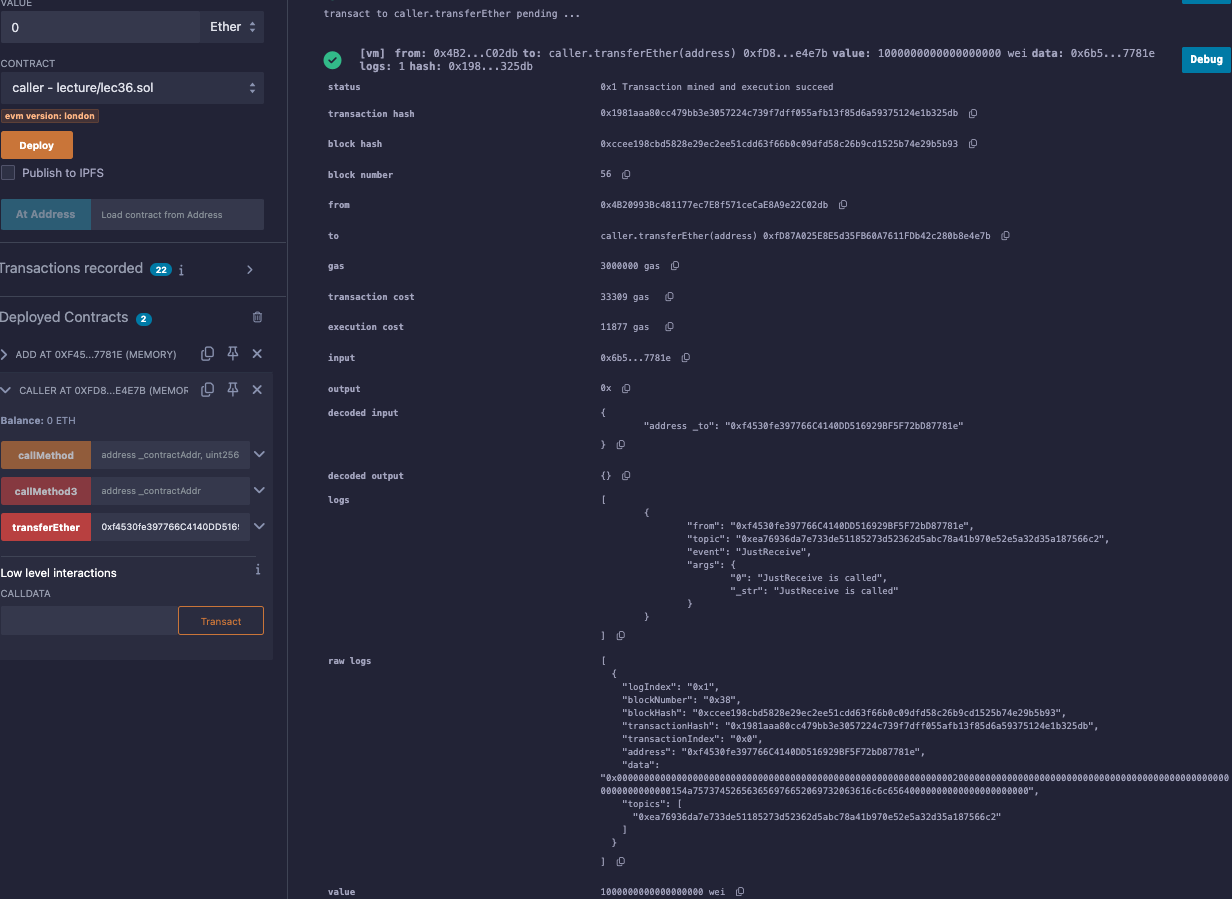 VALUE
0
Ether
CONTRACT
caller - lecture/lec36.sol
evm version: london
Deploy
Publish to IPFS
At Address
Load contract from Address
Transactions recorded 22 i
Deployed Contracts 2
ADD AT 0XF45...7781E (MEMORY)
CALLER AT 0XFD8...E4E7B (MEMOR
Balance: 0 ETH
callMethod
address _contractAddr, uint256
callMethod3
address _contractAddr
transferEther
0xf4530fe397766C4140DD516
Low level interactions
i
CALLDATA
Transact
transact to caller.transferEther pending ...
[vm] from: 0x4B2...C02db to: caller.transferEther(address) 0xfD8...e4e7b value: 1000000000000000000 wei data: 0x6b5...7781e
logs: 1 hash: 0x198...325db
Debug
status 0x1 Transaction mined and execution succeed
transaction hash 0x1981aaa80cc479bb3e3057224c739f7dff055afb13f85d6a59375124e1b325db
block hash 0xccee198cbd5828e29ec2ee51cdd63f66b0c09dfd58c26b9cd1525b74e29b5b93
block number 56
from 0x4B20993Bc481177ec7E8f571ceCaE8A9e22C02db
to caller.transferEther(address) 0xfD87A025E8E5d35FB60A7611FDb42c280b8e4e7b
gas 3000000 gas
transaction cost 33309 gas
execution cost 11877 gas
input 0x6b5...7781e
output 0x
decoded input {
"address _to": "0xf4530fe397766C4140DD516929BF5F72bD87781e"
}
decoded output {}
logs [
{
"from": "0xf4530fe397766C4140DD516929BF5F72bD87781e",
"topic": "0xea76936da7e733de51185273d52362d5abc78a41b970e52e5a32d35a187566c2",
"event": "JustReceive",
"args": {
"0": "JustReceive is called",
"_str": "JustReceive is called"
}
}
]
raw logs [
{
"logIndex": "0x1",
"blockNumber": "0x38",
"blockHash": "0xccee198cbd5828e29ec2ee51cdd63f66b0c09dfd58c26b9cd1525b74e29b5b93",
"transactionHash": "0x1981aaa80cc479bb3e3057224c739f7dff055afb13f85d6a59375124e1b325db",
"transactionIndex": "0x0",
"address": "0xf4530fe397766C4140DD516929BF5F72bD87781e",
"data":
"topics": [
"0xea76936da7e733de51185273d52362d5abc78a41b970e52e5a32d35a187566c2"
]
}
]
value 1000000000000000000 wei